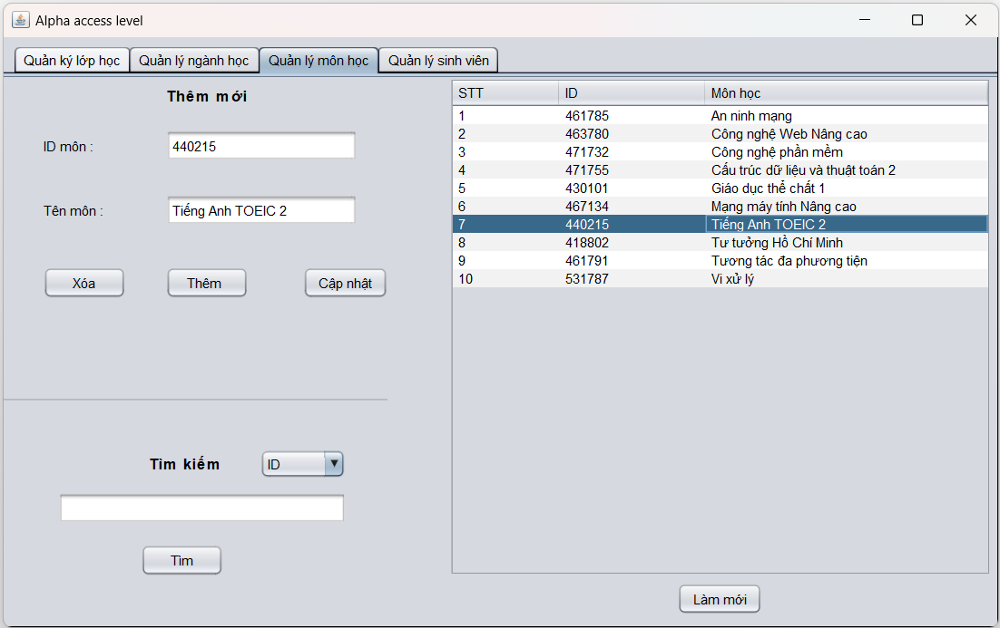 Alpha access level
Quản ký lớp học Quản lý ngành học Quản lý môn học Quản lý sinh viên
Thêm mới
ID môn : 440215
Tên môn : Tiếng Anh TOEIC 2
Xóa Thêm Cập nhật
Tìm kiếm ID
Tìm
STT ID Môn học
1 461785 An ninh mạng
2 463780 Công nghệ Web Nâng cao
3 471732 Công nghệ phần mềm
4 471755 Cấu trúc dữ liệu và thuật toán 2
5 430101 Giáo dục thể chất 1
6 467134 Mạng máy tính Nâng cao
7 440215 Tiếng Anh TOEIC 2
8 418802 Tư tưởng Hồ Chí Minh
9 461791 Tương tác đa phương tiện
10 531787 Vi xử lý
Làm mới